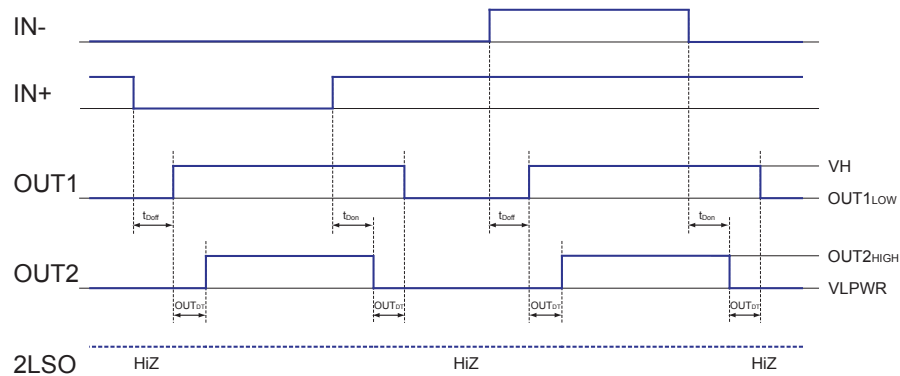 IN-
IN+
OUT1
VH
OUT1LOW
tDoff
tDon
tDoff
tDon
OUT2
OUT2HIGH
VLPWR
OUTDT
OUTDT
OUTDT
OUTDT
2LSO
HiZ
HiZ
HiZ